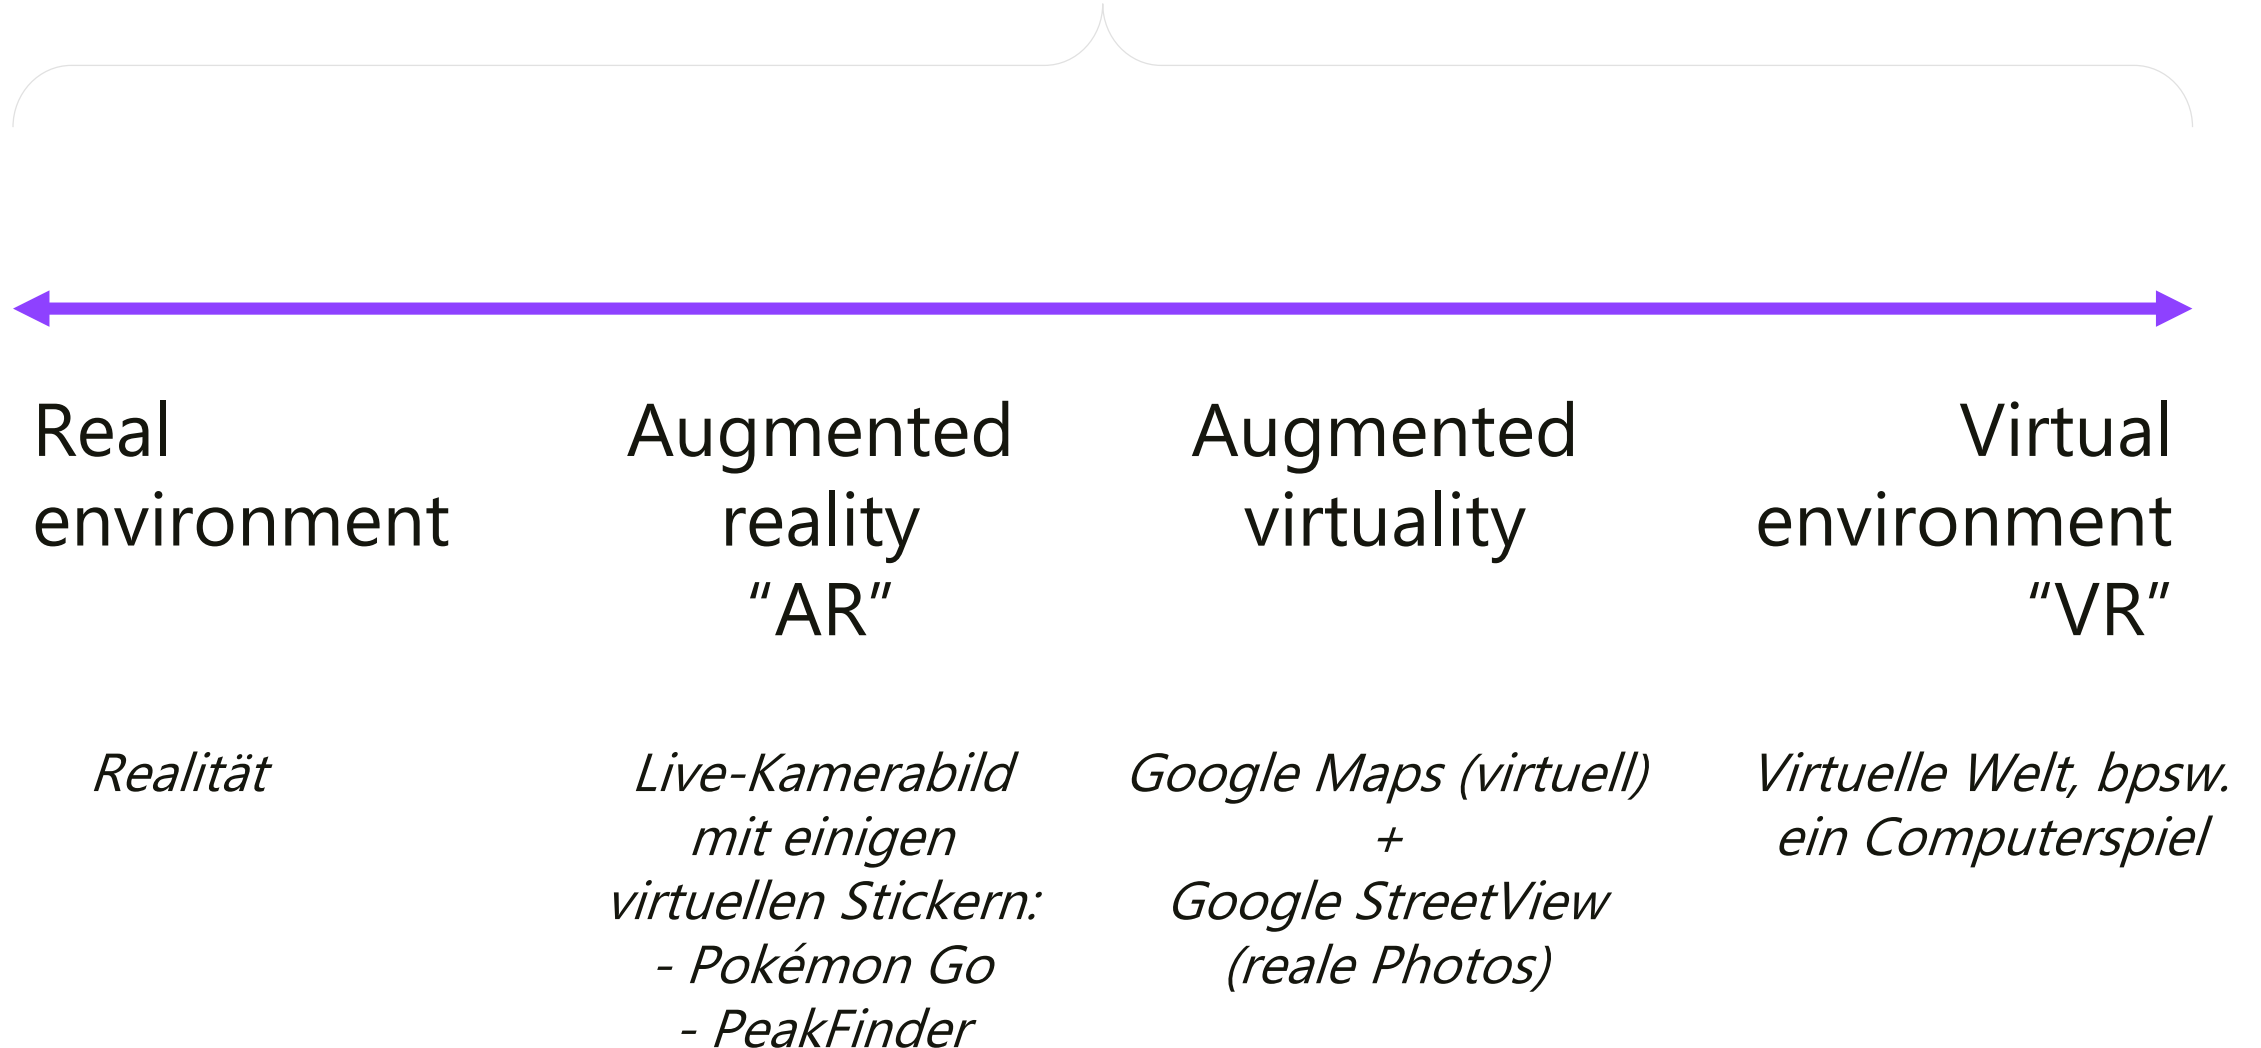 Real
environment
Augmented
reality
“AR”
Augmented
virtuality
Virtual
environment
“VR”
Realität
Live-Kamerabild
mit einigen
virtuellen Stickern:
- Pokémon Go
- PeakFinder
Google Maps (virtuell)
+
Google StreetView
(reale Photos)
Virtuelle Welt, bpsw.
ein Computerspiel